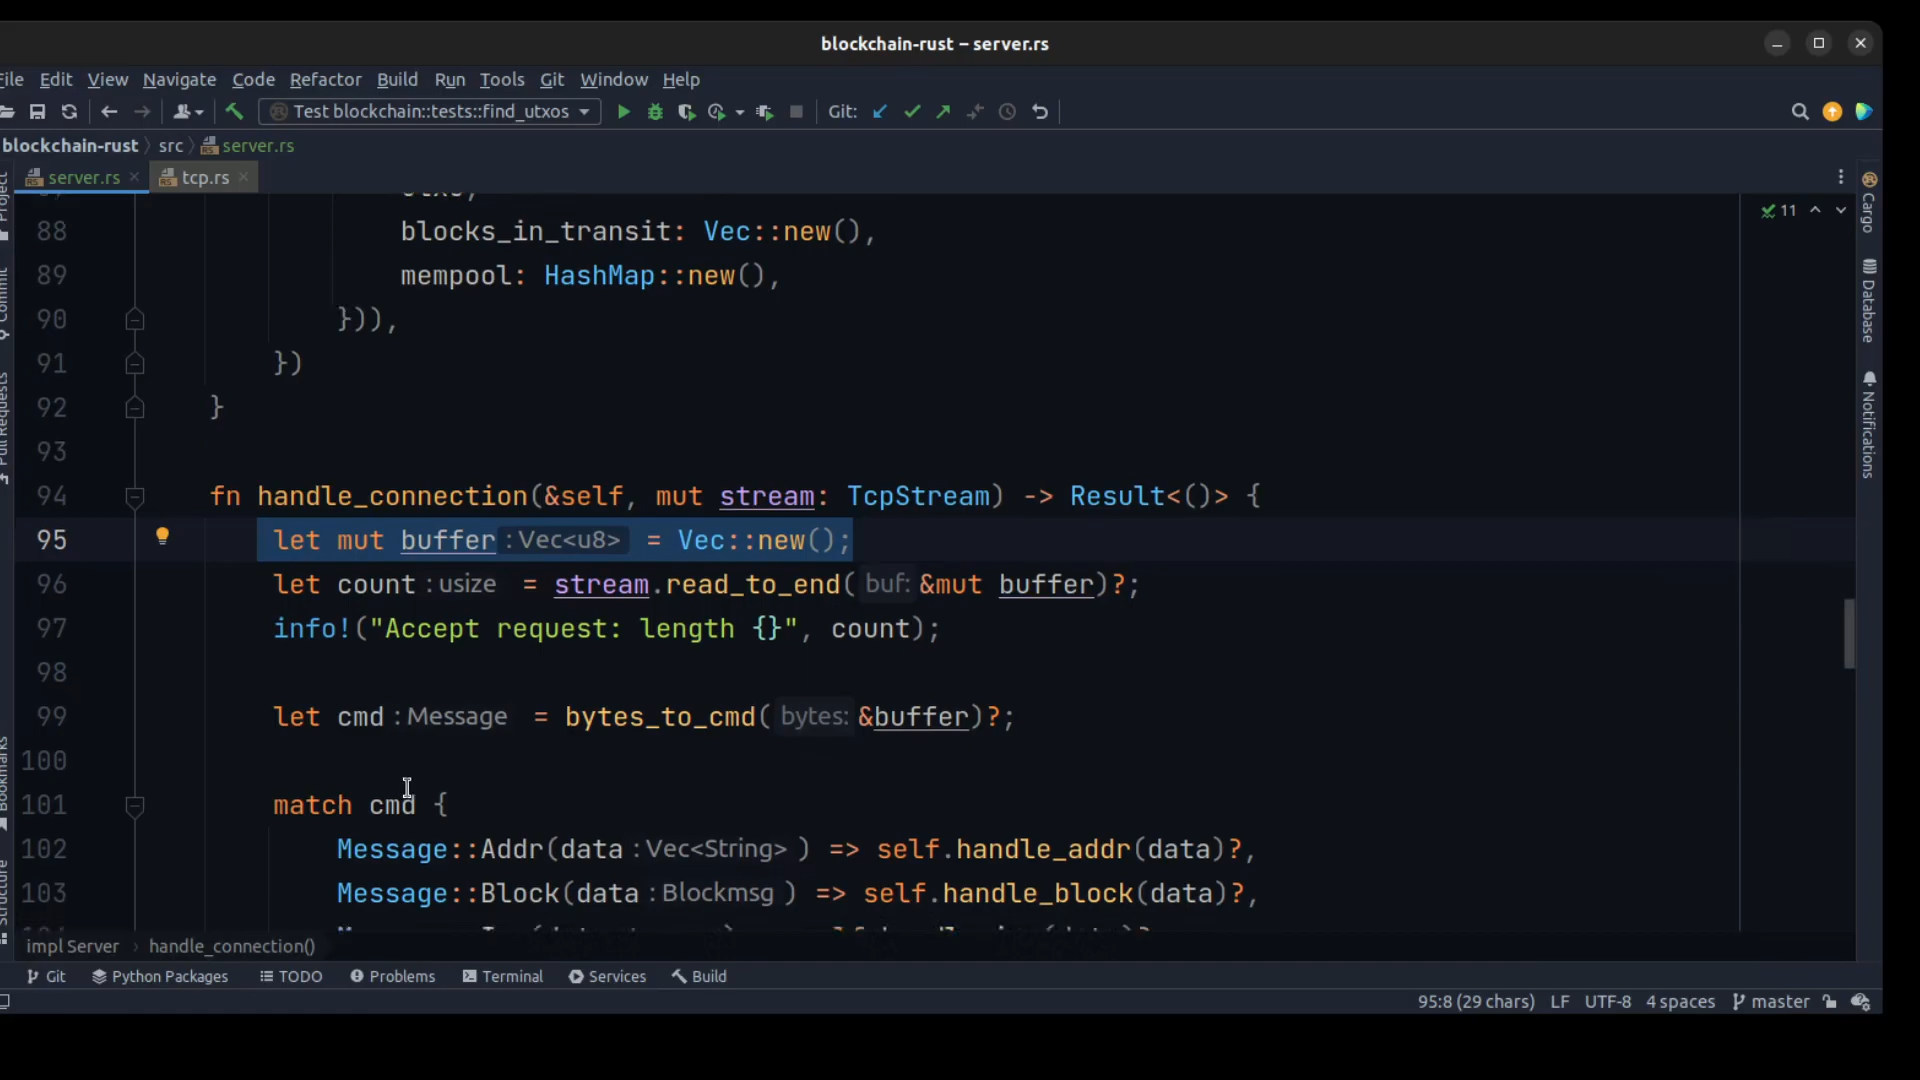 blockchain-rust – server.rs
File Edit View Navigate Code Refactor Build Run Tools Git Window Help
Test blockchain::tests::find_utxos Git:
blockchain-rust src server.rs
server.rs tcp.rs
11
88 blocks_in_transit: Vec::new(),
89 mempool: HashMap::new(),
90 })),
91 })
92 }
93
94 fn handle_connection(&self, mut stream: TcpStream) -> Result<()> {
95 let mut buffer : Vec<u8> = Vec::new();
96 let count : usize = stream.read_to_end( buf: &mut buffer)?;
97 info!("Accept request: length {}", count);
98
99 let cmd : Message = bytes_to_cmd( bytes: &buffer)?;
100
101 match cmd {
102 Message::Addr(data : Vec<String> ) => self.handle_addr(data)?,
103 Message::Block(data : Blockmsg ) => self.handle_block(data)?,
impl Server handle_connection()
Git Python Packages TODO Problems Terminal Services Build
95:8 (29 chars) LF UTF-8 4 spaces master
Project
Commit
Pull Requests
Bookmarks
Structure
Cargo
Database
Notifications